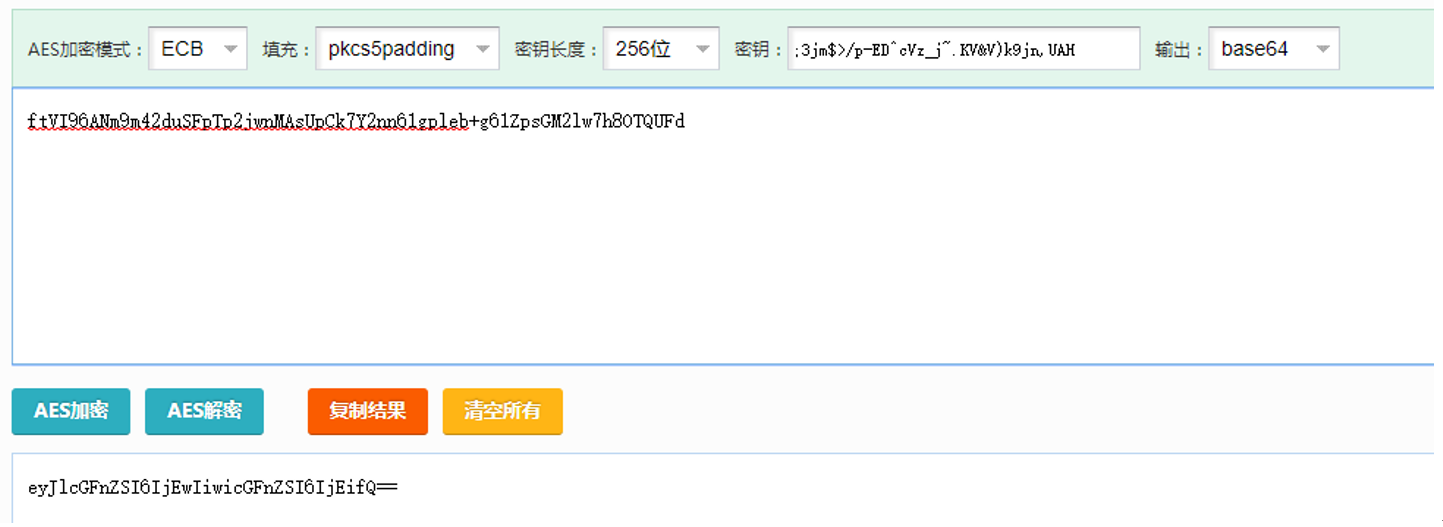 AES加密模式： ECB 填充： pkcs5padding 密钥长度： 256位 密钥： ;3jm$>/p-ED^cVz_j~.KV&V)k9jn,UAH 输出： base64
ftVI96ANm9m42duSFpTp2jwnMAsUpCk7Y2nn61gpleb+g61ZpsGM2lw7h8OTQUFd
AES加密 AES解密 复制结果 清空所有
eyJlcGFnZSI6IjEwIiwicGFnZSI6IjEifQ==